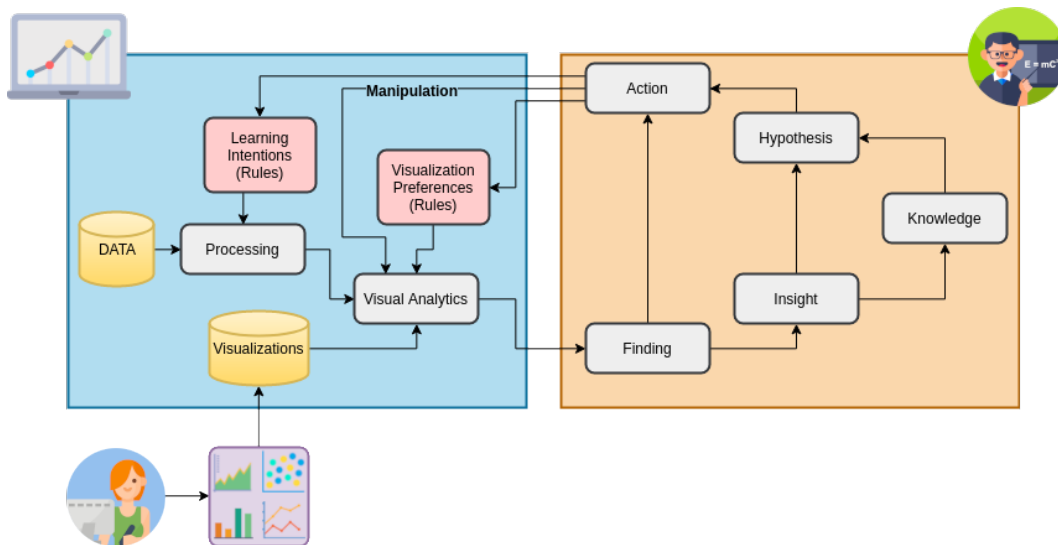 E = mC
Manipulation
Action
Learning
Intentions
(Rules)
Visualization
Preferences
(Rules)
Hypothesis
Knowledge
DATA
Processing
Visual Analytics
Insight
Visualizations
Finding